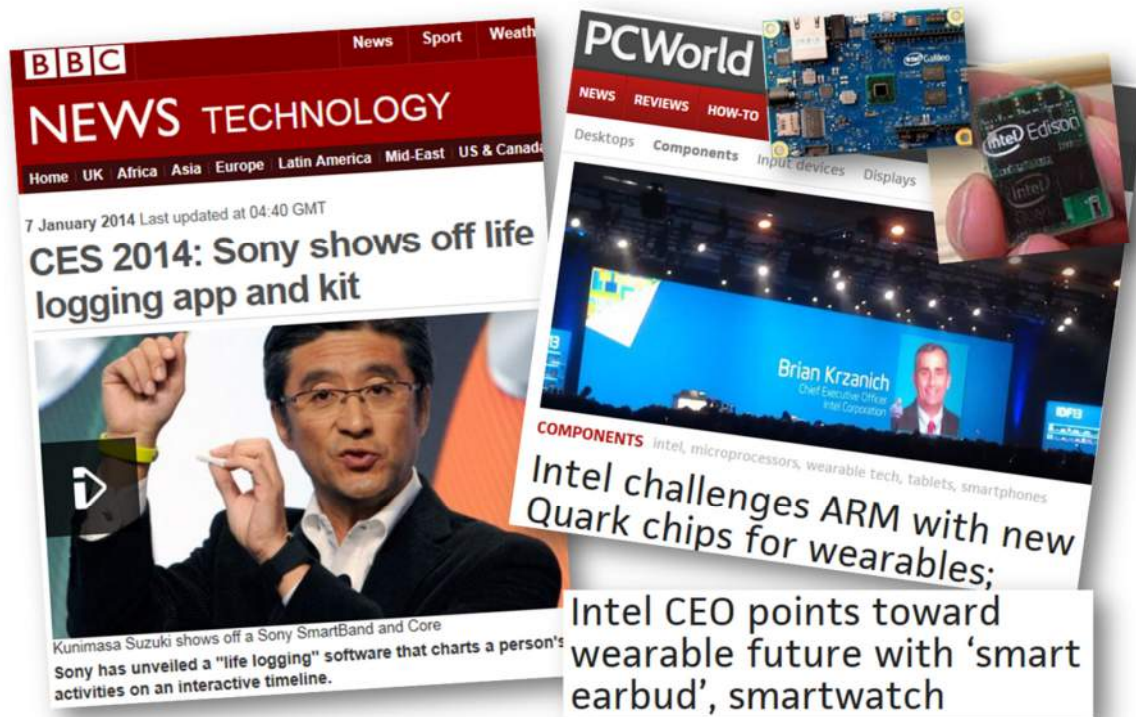 BBC
News Sport Weath
NEWS TECHNOLOGY
Home UK Africa Asia Europe Latin America Mid-East US & Canada
7 January 2014 Last updated at 04:40 GMT
CES 2014: Sony shows off life
logging app and kit
Kunimasa Suzuki shows off a Sony SmartBand and Core
Sony has unveiled a "life logging" software that charts a person's
activities on an interactive timeline.
PCWorld
NEWS REVIEWS HOW-TO
Desktops Components Input devices Displays
intel Galileo
intel Edison
intel
QUARK
Brian Krzanich
Chief Executive Officer
Intel Corporation
IDF13
COMPONENTS intel, microprocessors, wearable tech, tablets, smartphones
Intel challenges ARM with new
Quark chips for wearables;
Intel CEO points toward
wearable future with ‘smart
earbud’, smartwatch